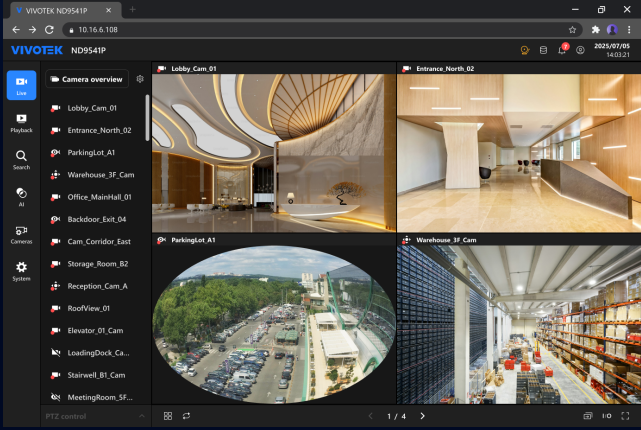 VIVOTEK ND9541P
10.16.6.108
VIVOTEK ND9541P
7
2025/07/05
14:03:21
Live
Playback
Search
AI
Cameras
System
Camera overview
Lobby_Cam_01
Entrance_North_02
ParkingLot_A1
Warehouse_3F_Cam
Office_MainHall_01
Backdoor_Exit_04
Cam_Corridor_East
Storage_Room_B2
Reception_Cam_A
RoofView_01
Elevator_01_Cam
LoadingDock_Ca...
Stairwell_B1_Cam
MeetingRoom_5F...
PTZ control
Lobby_Cam_01
Entrance_North_02
ParkingLot_A1
Warehouse_3F_Cam
1 / 4
I/O